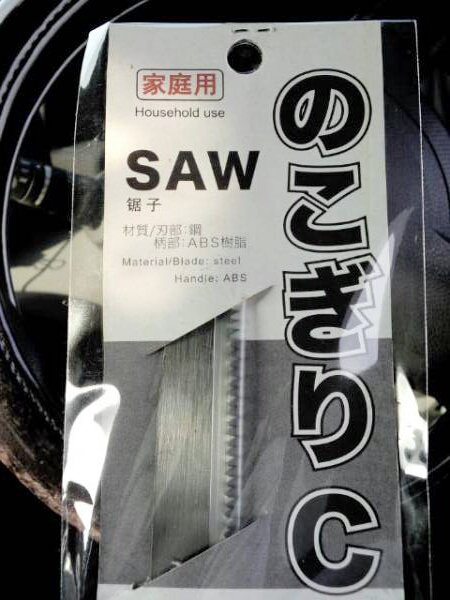 家庭用
Household use
SAW
锯子
材質/刃部:鋼
柄部:ABS樹脂
Material/Blade: steel
Handle: ABS
のこぎりC